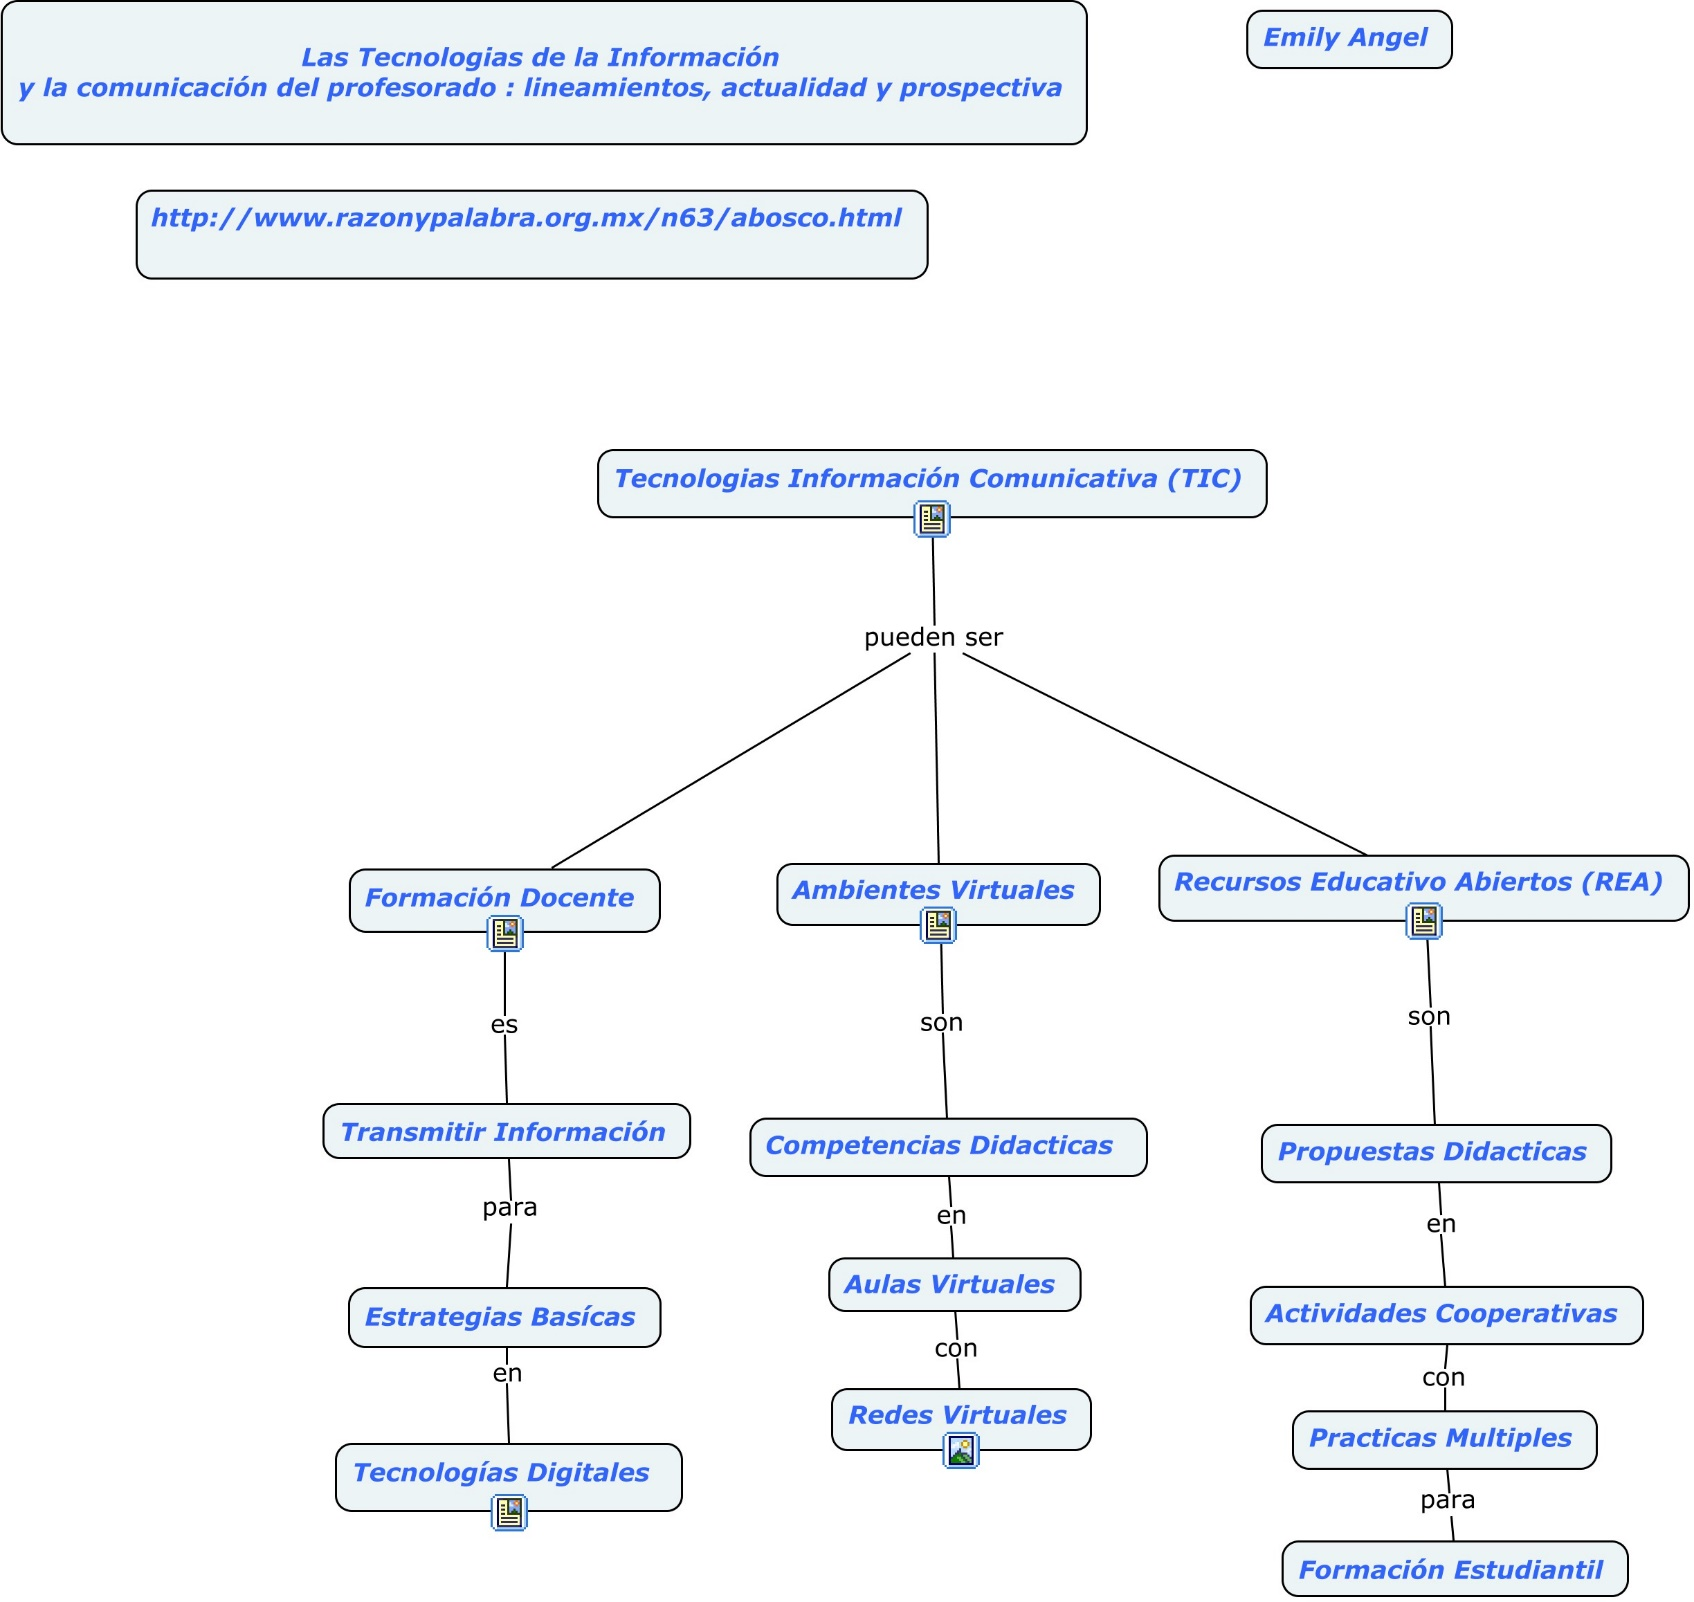 Las Tecnologias de la Información
y la comunicación del profesorado : lineamientos, actualidad y prospectiva
Emily Angel
http://www.razonypalabra.org.mx/n63/abosco.html
Tecnologias Información Comunicativa (TIC)
pueden ser
Formación Docente
es
Transmitir Información
para
Estrategias Basícas
en
Tecnologías Digitales
Ambientes Virtuales
son
Competencias Didacticas
en
Aulas Virtuales
con
Redes Virtuales
Recursos Educativo Abiertos (REA)
son
Propuestas Didacticas
en
Actividades Cooperativas
con
Practicas Multiples
para
Formación Estudiantil